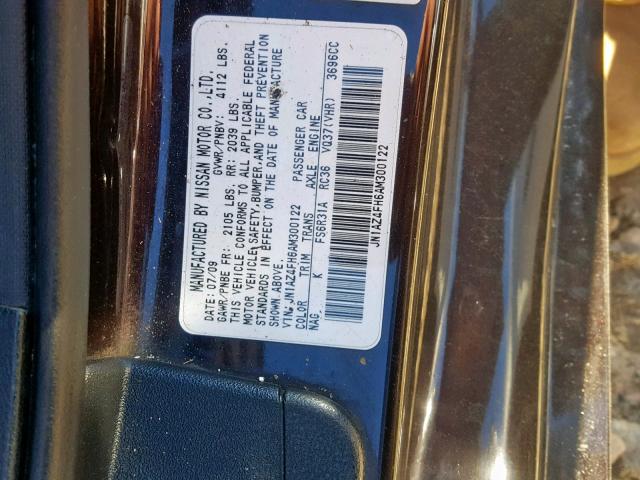 MANUFACTURED BY NISSAN MOTOR CO.,LTD.
DATE: 07/09 GVWR/PNBV: 4112 LBS.
GAWR/PNBE FR: 2105 LBS. RR: 2039 LBS.
THIS VEHICLE CONFORMS TO ALL APPLICABLE FEDERAL
MOTOR VEHICLE SAFETY, BUMPER, AND THEFT PREVENTION
STANDARDS IN EFFECT ON THE DATE OF MANUFACTURE
SHOWN ABOVE.
VIN: JN1AZ4FH6AM300122 PASSENGER CAR
COLOR TRIM TRANS AXLE ENGINE
NAG K FS6R31A RC36 VQ37(VHR) 3696CC
JN1AZ4FH6AM300122